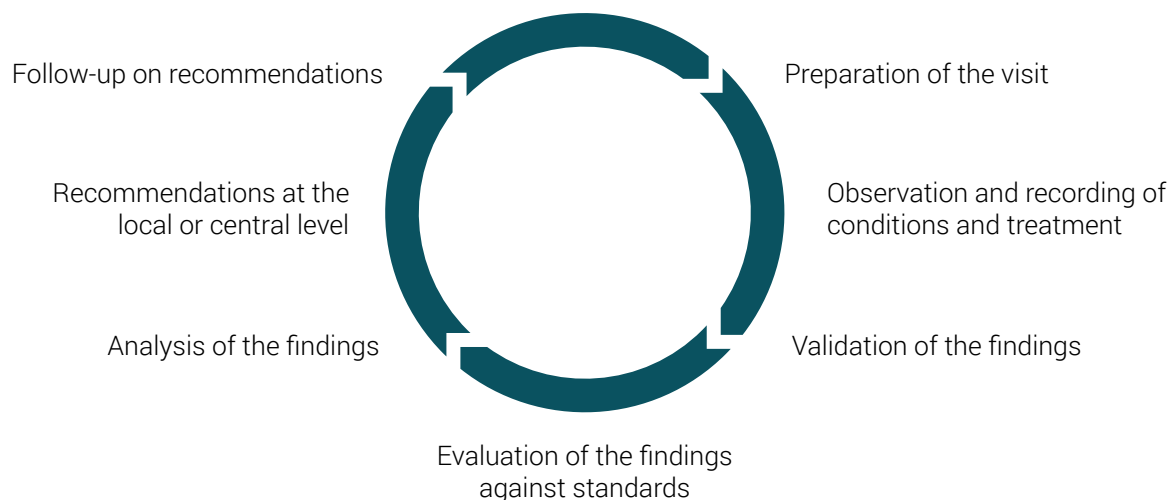 Follow-up on recommendations
Preparation of the visit
Recommendations at the
local or central level
Observation and recording of
conditions and treatment
Analysis of the findings
Validation of the findings
Evaluation of the findings
against standards